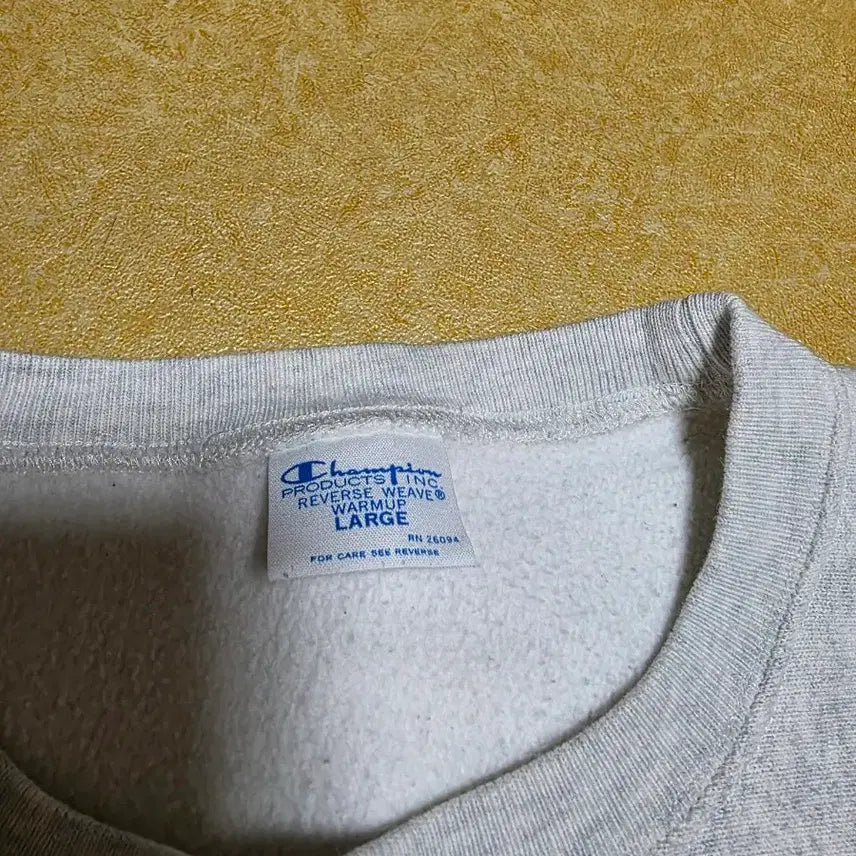 Champion
PRODUCTS INC.
REVERSE WEAVE®
WARMUP
LARGE
RN 26094
FOR CARE SEE REVERSE